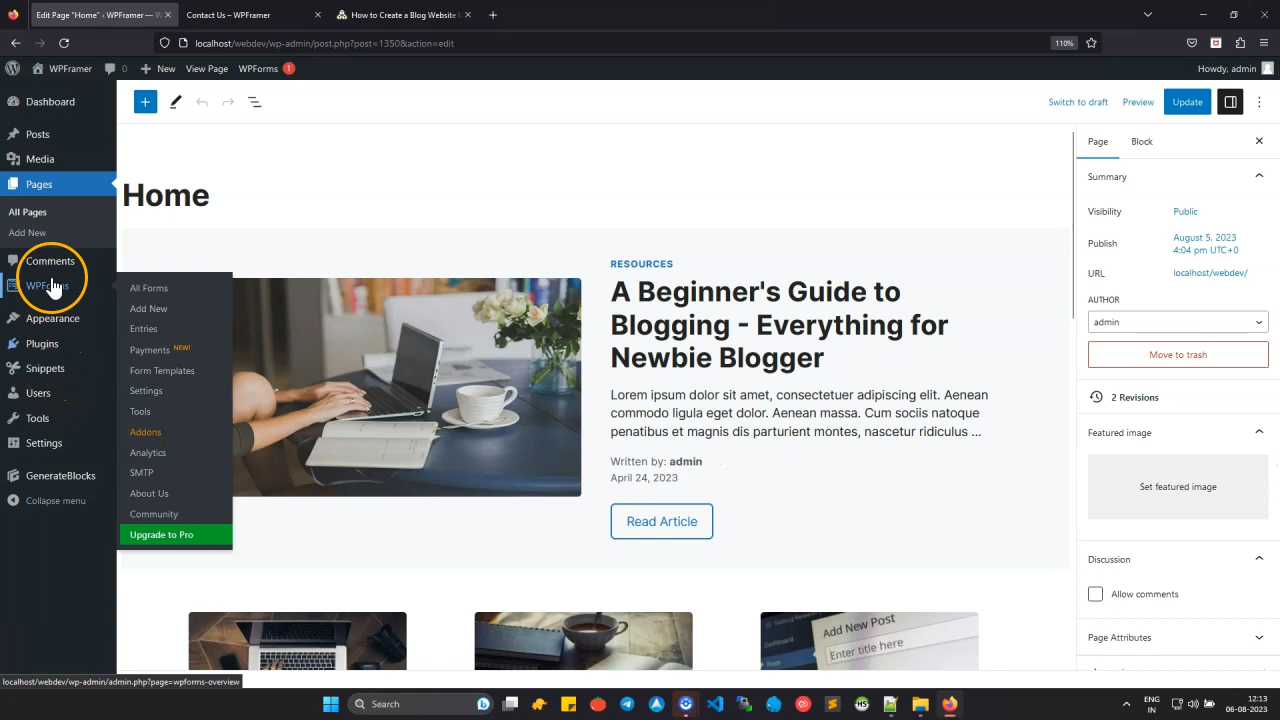 Edit Page "Home" ‹ WPFramer — W
Contact Us – WPFramer
How to Create a Blog Website
localhost/webdev/wp-admin/post.php?post=1350&action=edit
110%
WPFramer
0
New
View Page
WPForms
1
Howdy, admin
Dashboard
Posts
Media
Pages
All Pages
Add New
Comments
WPForms
Appearance
Plugins
Snippets
Users
Tools
Settings
GenerateBlocks
Collapse menu
All Forms
Add New
Entries
Payments NEW!
Form Templates
Settings
Tools
Addons
Analytics
SMTP
About Us
Community
Upgrade to Pro
Switch to draft
Preview
Update
Home
RESOURCES
A Beginner's Guide to
Blogging - Everything for
Newbie Blogger
Lorem ipsum dolor sit amet, consectetuer adipiscing elit. Aenean
commodo ligula eget dolor. Aenean massa. Cum sociis natoque
penatibus et magnis dis parturient montes, nascetur ridiculus ...
Written by: admin
April 24, 2023
Read Article
Add New Post
Enter title here
Page
Block
Summary
Visibility
Public
Publish
August 5, 2023
4:04 pm UTC+0
URL
localhost/webdev/
AUTHOR
admin
Move to trash
2 Revisions
Featured image
Set featured image
Discussion
Allow comments
Page Attributes
localhost/webdev/wp-admin/admin.php?page=wpforms-overview
Search
HS
ENG
IN
12:13
06-08-2023